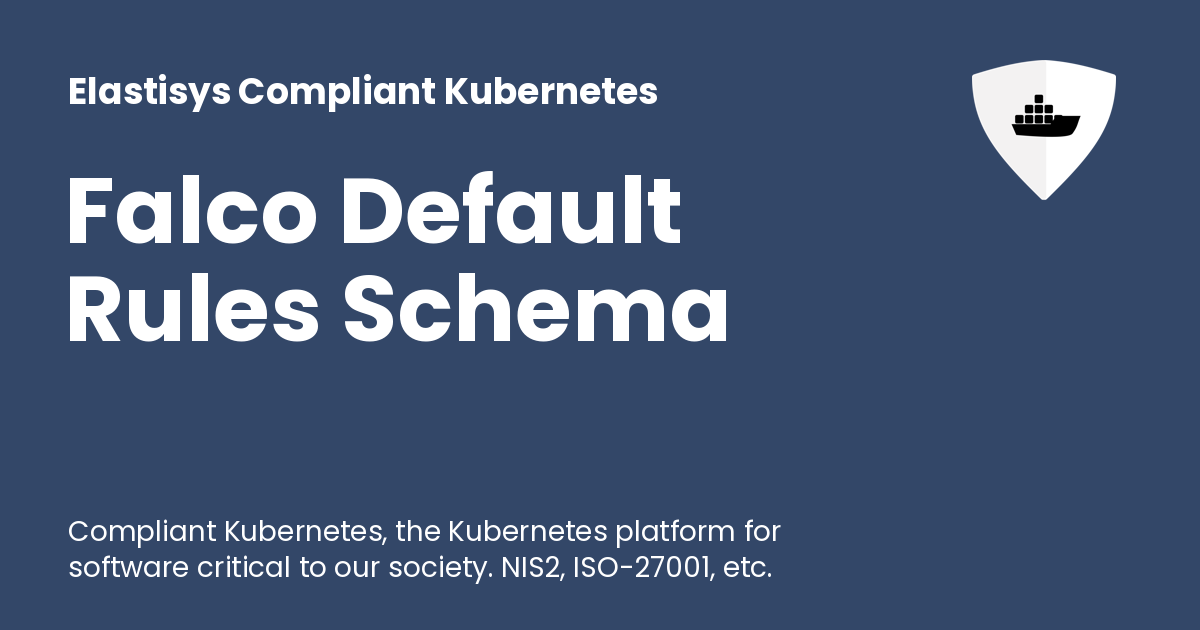 Elastisys Compliant Kubernetes
Falco Default
Rules Schema
Compliant Kubernetes, the Kubernetes platform for
software critical to our society. NIS2, ISO-27001, etc.